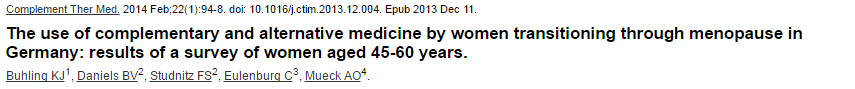 Complement Ther Med. 2014 Feb;22(1):94-8. doi: 10.1016/j.ctim.2013.12.004. Epub 2013 Dec 11.
The use of complementary and alternative medicine by women transitioning through menopause in
Germany: results of a survey of women aged 45-60 years.
Buhling KJ1, Daniels BV2, Studnitz FS2, Eulenburg C3, Mueck AO4.